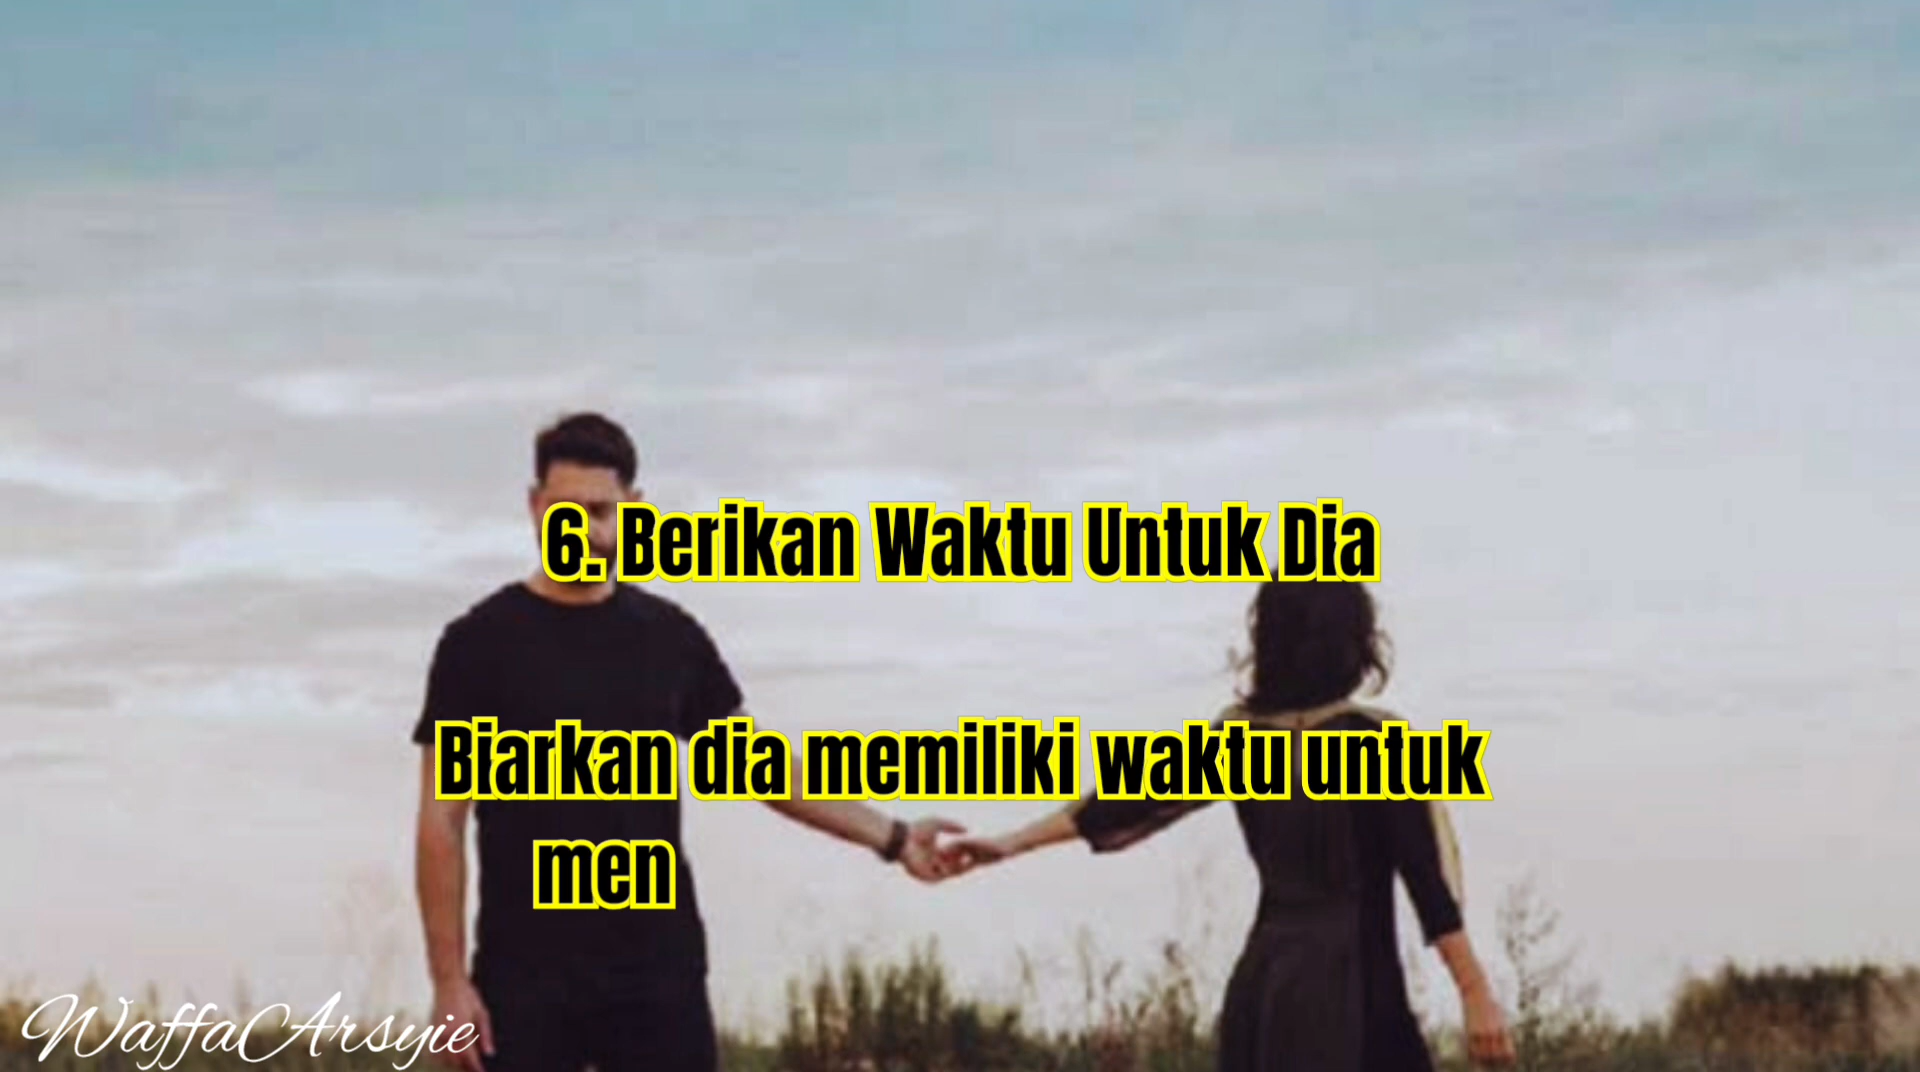 6. Berikan Waktu Untuk Dia
Biarkan dia memiliki waktu untuk
men
WaffaArsyie